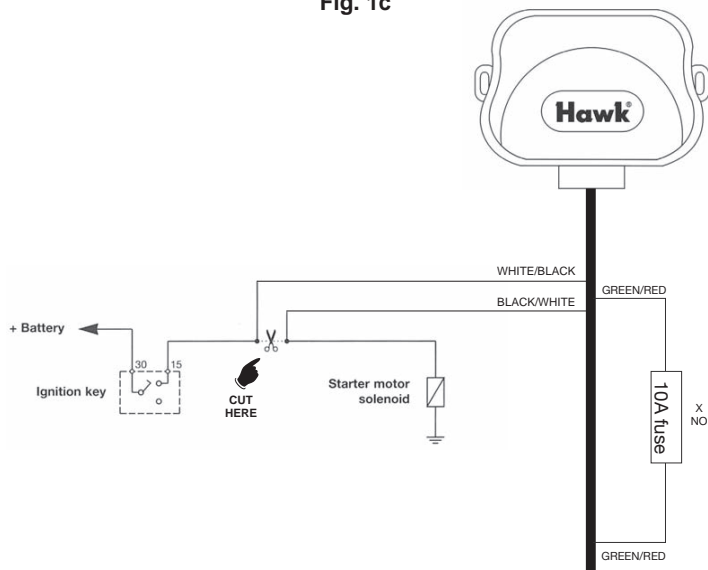 Fig. 1c
Hawk®
WHITE/BLACK
GREEN/RED
BLACK/WHITE
+ Battery
30
15
Ignition key
CUT
HERE
Starter motor
solenoid
10A fuse
X
NO
GREEN/RED